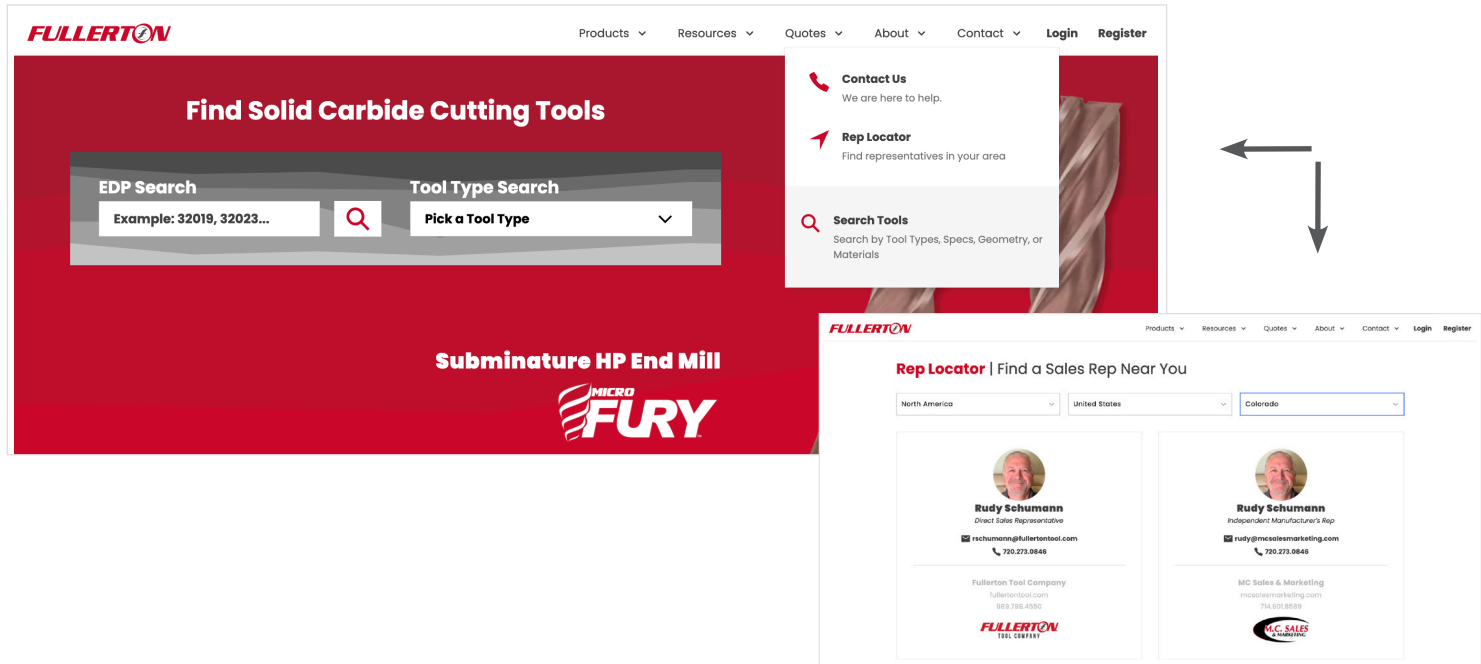 FULLERTON
Products
Resources
Quotes
About
Contact
Login
Register
Find Solid Carbide Cutting Tools
EDP Search
Example: 32019, 32023...
Tool Type Search
Pick a Tool Type
Contact Us
We are here to help.
Rep Locator
Find representatives in your area
Search Tools
Search by Tool Types, Specs, Geometry, or
Materials
Subminature HP End Mill
MICRO
FURY
FULLERTON
Products
Resources
Quotes
About
Contact
Login
Register
Rep Locator | Find a Sales Rep Near You
North America
United States
Colorado
Rudy Schumann
Direct Sales Representative
rschumann@fullertontool.com
720.273.0846
Fullerton Tool Company
fullertontool.com
989.799.4550
FULLERTON
TOOL COMPANY
Rudy Schumann
Independent Manufacturer's Rep
rudy@mcsalesmarketing.com
720.273.0846
MC Sales & Marketing
mcsalesmarketing.com
714.691.8589
M.C. SALES
& MARKETING